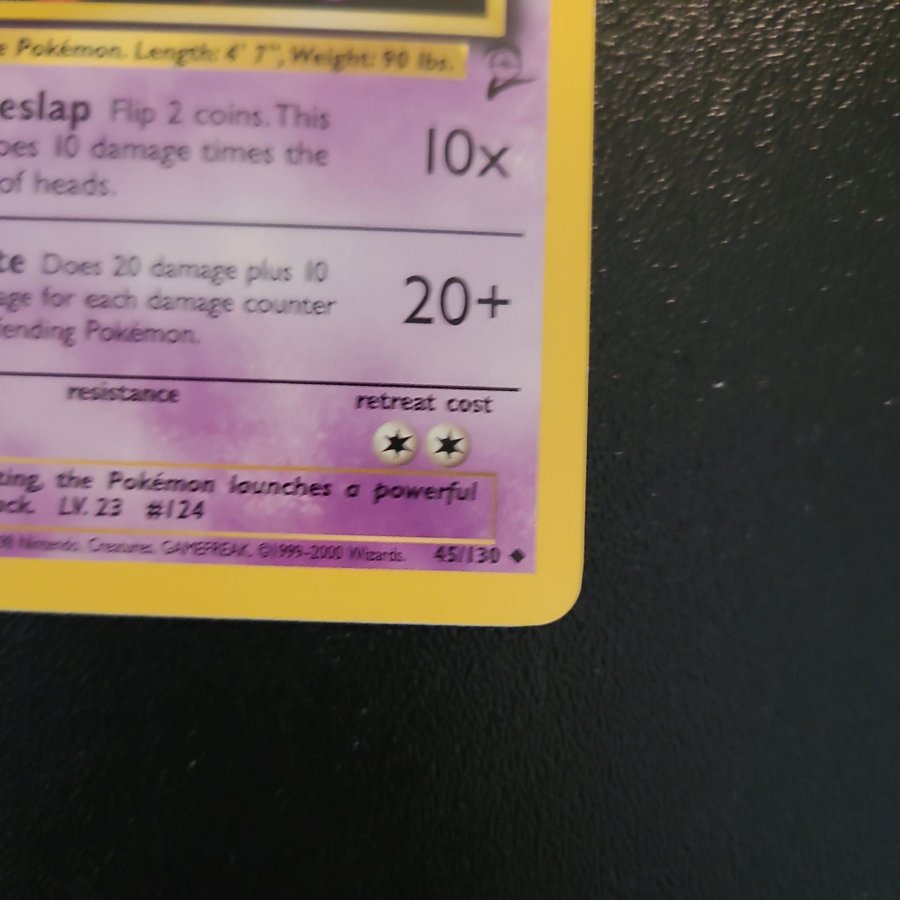 e Pokémon. Length: 4' 7", Weight: 90 lbs.
eslap Flip 2 coins. This
oes 10 damage times the
of heads.
10x
te Does 20 damage plus 10
age for each damage counter
fending Pokémon.
20+
resistance
retreat cost
ting, the Pokémon launches a powerful
ack. LV. 23 #124
98 Nintendo, Creatures, GAMEFREAK, ©1999-2000 Wizards. 45/130